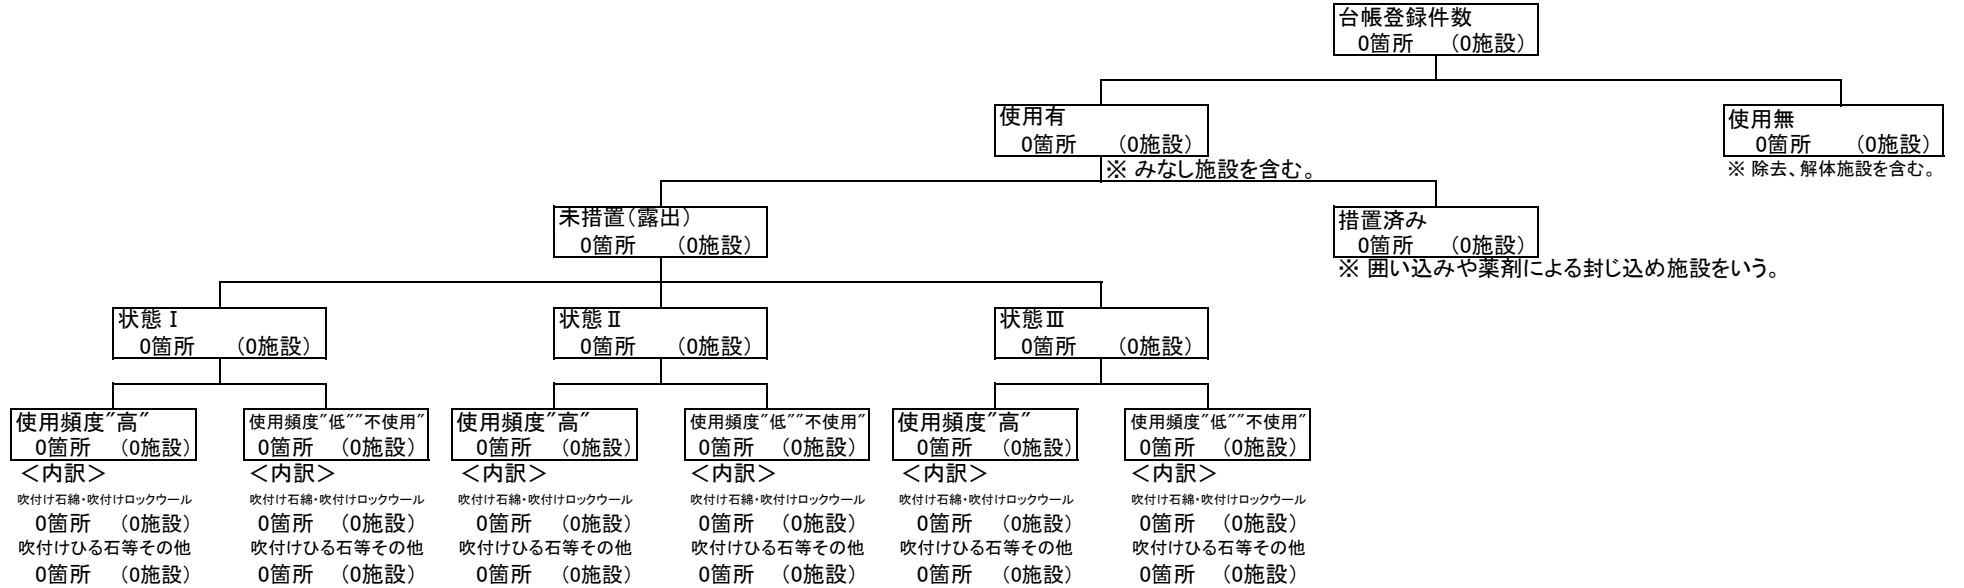 台帳登録件数
0箇所 (0施設)
使用有
0箇所 (0施設)
※ みなし施設を含む。
使用無
0箇所 (0施設)
※ 除去、解体施設を含む。
未措置(露出)
0箇所 (0施設)
措置済み
0箇所 (0施設)
※ 囲い込みや薬剤による封じ込め施設をいう。
状態Ⅰ
0箇所 (0施設)
状態Ⅱ
0箇所 (0施設)
状態Ⅲ
0箇所 (0施設)
使用頻度"高"
0箇所 (0施設)
<内訳>
吹付け石綿・吹付けロックウール
0箇所 (0施設)
吹付けひる石等その他
0箇所 (0施設)
使用頻度"低""不使用"
0箇所 (0施設)
<内訳>
吹付け石綿・吹付けロックウール
0箇所 (0施設)
吹付けひる石等その他
0箇所 (0施設)
使用頻度"高"
0箇所 (0施設)
<内訳>
吹付け石綿・吹付けロックウール
0箇所 (0施設)
吹付けひる石等その他
0箇所 (0施設)
使用頻度"低""不使用"
0箇所 (0施設)
<内訳>
吹付け石綿・吹付けロックウール
0箇所 (0施設)
吹付けひる石等その他
0箇所 (0施設)
使用頻度"高"
0箇所 (0施設)
<内訳>
吹付け石綿・吹付けロックウール
0箇所 (0施設)
吹付けひる石等その他
0箇所 (0施設)
使用頻度"低""不使用"
0箇所 (0施設)
<内訳>
吹付け石綿・吹付けロックウール
0箇所 (0施設)
吹付けひる石等その他
0箇所 (0施設)